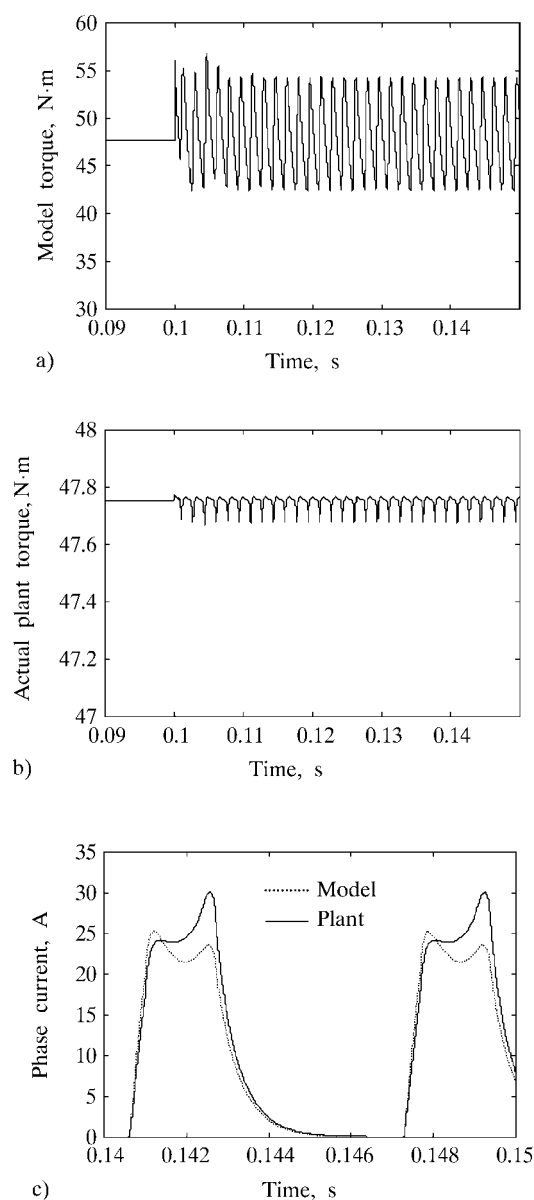 60
55
50
45
40
35
30
Model torque, N·m
0.09 0.1 0.11 0.12 0.13 0.14
Time, s
a)
48
47.8
47.6
47.4
47.2
47
Actual plant torque, N·m
0.09 0.1 0.11 0.12 0.13 0.14
Time, s
b)
35
30
25
20
15
10
5
0
Phase current, A
Model
Plant
0.14 0.142 0.144 0.146 0.148 0.15
Time, s
c)